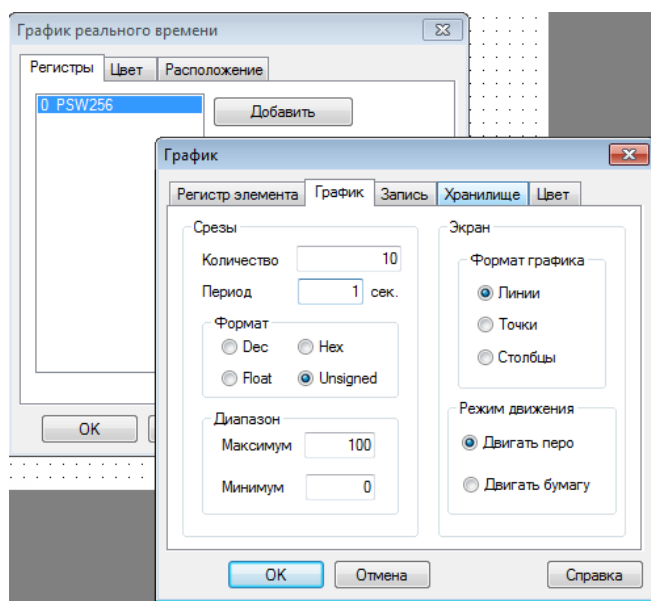 График реального времени
Регистры Цвет Расположение
0 PSW256
Добавить
OK
График
Регистр элемента График Запись Хранилище Цвет
Срезы
Количество 10
Период 1 сек.
Формат
Dec Hex
Float Unsigned
Диапазон
Максимум 100
Минимум 0
Экран
Формат графика
Линии
Точки
Столбцы
Режим движения
Двигать перо
Двигать бумагу
OK Отмена Справка